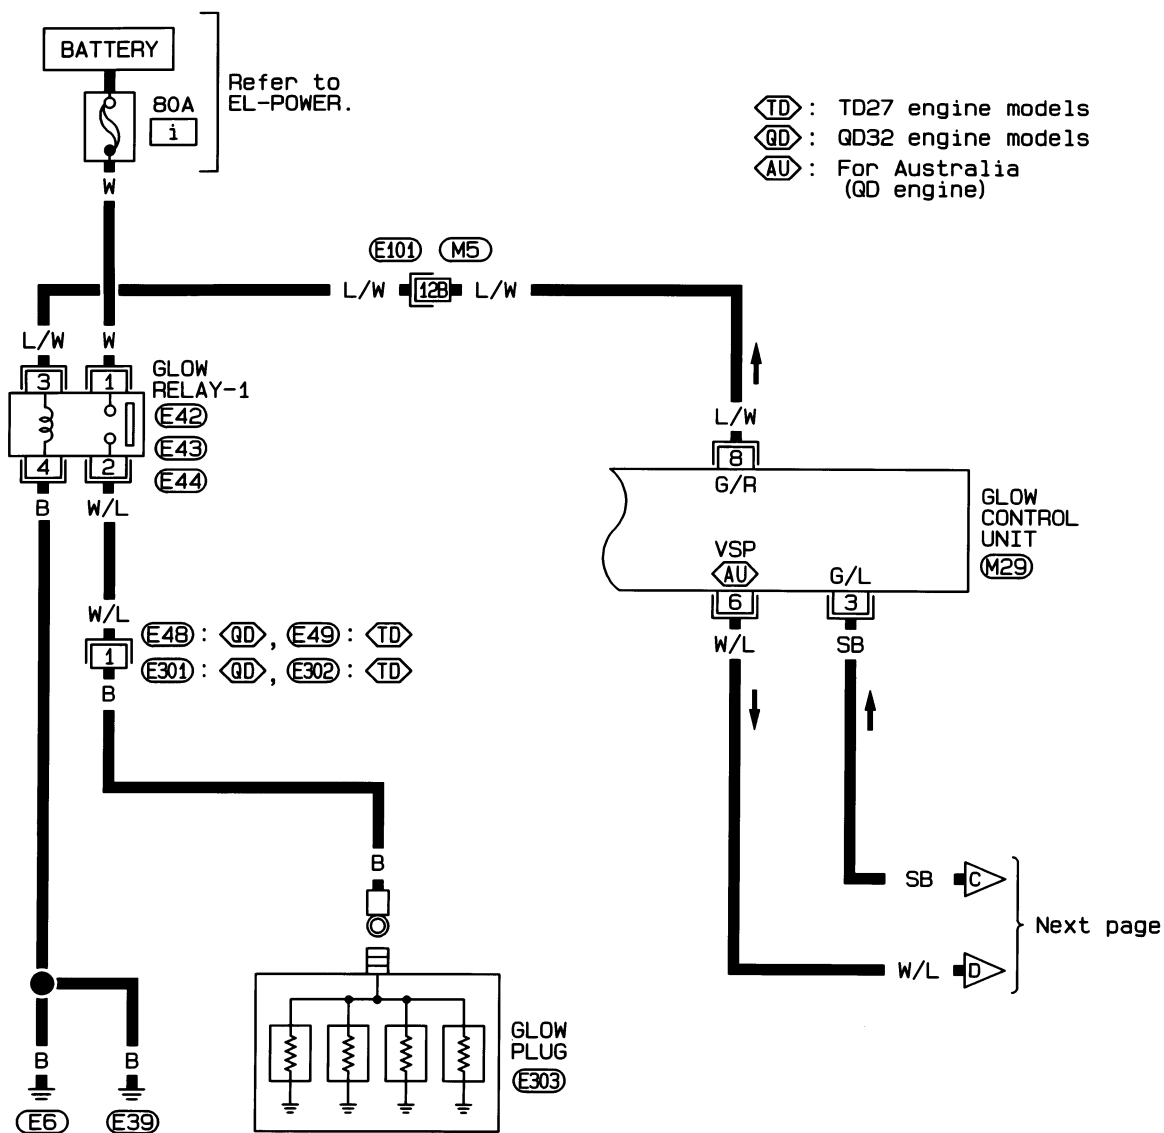 BATTERY
80A
i
Refer to
EL-POWER.
TD : TD27 engine models
QD : QD32 engine models
AU : For Australia
(QD engine)
W
E101 M5
L/W 12B L/W
L/W W
3 1
GLOW
RELAY-1
E42
E43
E44
4 2
B W/L
L/W
8
G/R
GLOW
CONTROL
UNIT
M29
VSP
AU
G/L
6 3
W/L SB
W/L
1
E48 : QD , E49 : TD
E301 : QD , E302 : TD
B
B
SB C
Next page
W/L D
GLOW
PLUG
E303
B B
E6 E39